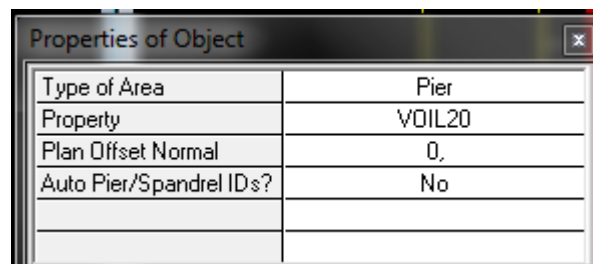 Properties of Object x
Type of Area Pier
Property VOIL20
Plan Offset Normal 0,
Auto Pier/Spandrel IDs? No